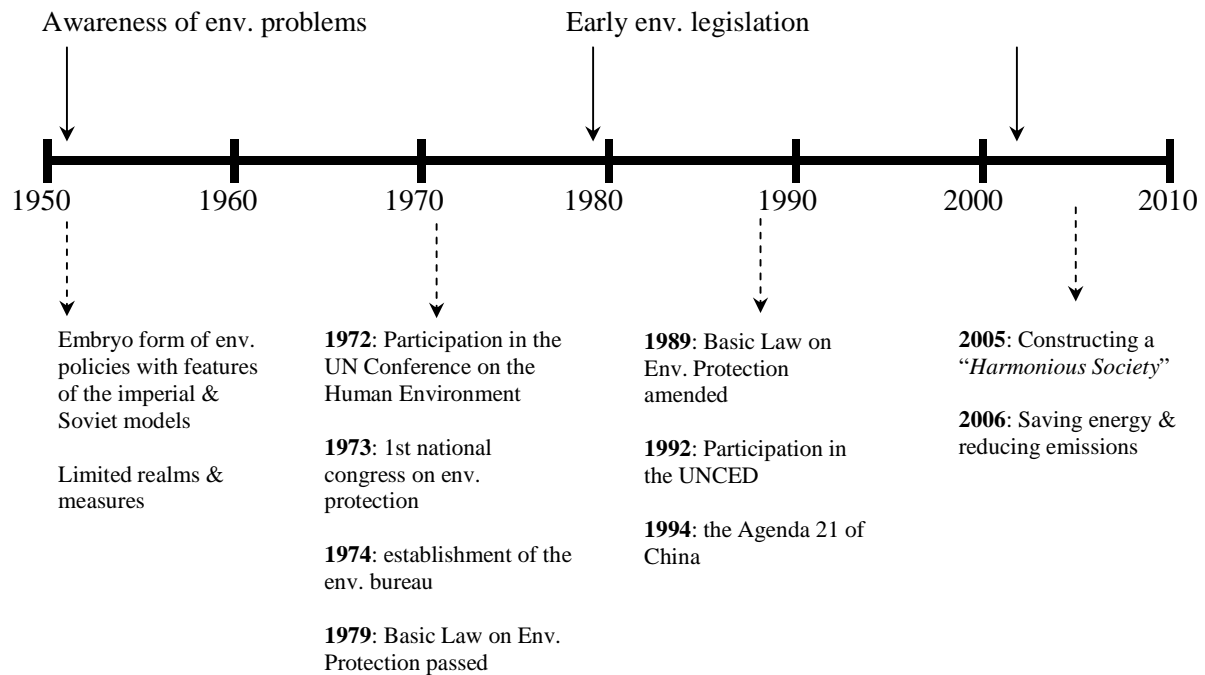 Awareness of env. problems
Early env. legislation
1950
1960
1970
1980
1990
2000
2010
Embryo form of env.
policies with features
of the imperial &
Soviet models
Limited realms &
measures
1972: Participation in the
UN Conference on the
Human Environment
1973: 1st national
congress on env.
protection
1974: establishment of the
env. bureau
1979: Basic Law on Env.
Protection passed
1989: Basic Law on
Env. Protection
amended
1992: Participation in
the UNCED
1994: the Agenda 21 of
China
2005: Constructing a
“Harmonious Society”
2006: Saving energy &
reducing emissions